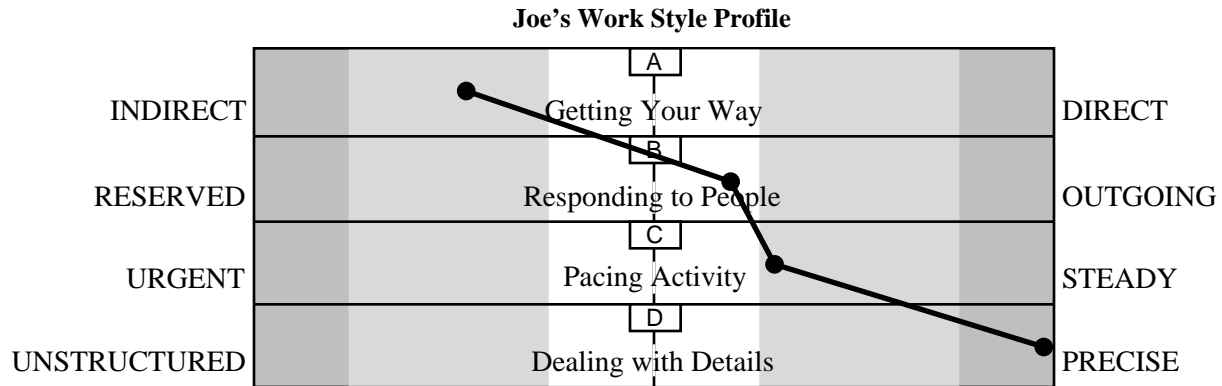 Joe’s Work Style Profile
A
INDIRECT Getting Your Way DIRECT
B
RESERVED Responding to People OUTGOING
C
URGENT Pacing Activity STEADY
D
UNSTRUCTURED Dealing with Details PRECISE